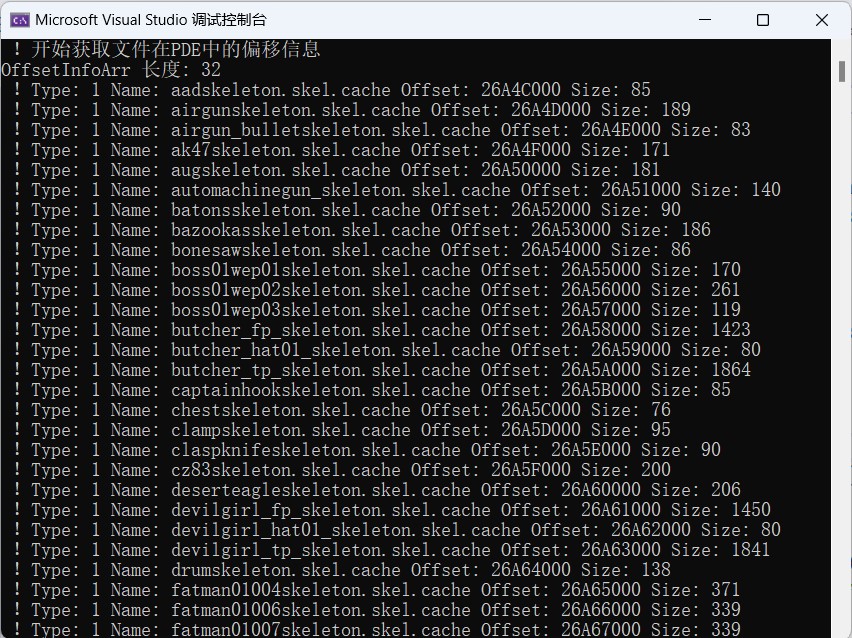 C:\ Microsoft Visual Studio 调试控制台
! 开始获取文件在PDE中的偏移信息
OffsetInfoArr 长度: 32
! Type: 1 Name: aadskeleton.skel.cache Offset: 26A4C000 Size: 85
! Type: 1 Name: airgunskeleton.skel.cache Offset: 26A4D000 Size: 189
! Type: 1 Name: airgun_bulletskeleton.skel.cache Offset: 26A4E000 Size: 83
! Type: 1 Name: ak47skeleton.skel.cache Offset: 26A4F000 Size: 171
! Type: 1 Name: augskeleton.skel.cache Offset: 26A50000 Size: 181
! Type: 1 Name: automachinegun_skeleton.skel.cache Offset: 26A51000 Size: 140
! Type: 1 Name: batonsskeleton.skel.cache Offset: 26A52000 Size: 90
! Type: 1 Name: bazookasskeleton.skel.cache Offset: 26A53000 Size: 186
! Type: 1 Name: bonesawskeleton.skel.cache Offset: 26A54000 Size: 86
! Type: 1 Name: boss01wep01skeleton.skel.cache Offset: 26A55000 Size: 170
! Type: 1 Name: boss01wep02skeleton.skel.cache Offset: 26A56000 Size: 261
! Type: 1 Name: boss01wep03skeleton.skel.cache Offset: 26A57000 Size: 119
! Type: 1 Name: butcher_fp_skeleton.skel.cache Offset: 26A58000 Size: 1423
! Type: 1 Name: butcher_hat01_skeleton.skel.cache Offset: 26A59000 Size: 80
! Type: 1 Name: butcher_tp_skeleton.skel.cache Offset: 26A5A000 Size: 1864
! Type: 1 Name: captainhookskeleton.skel.cache Offset: 26A5B000 Size: 85
! Type: 1 Name: chestskeleton.skel.cache Offset: 26A5C000 Size: 76
! Type: 1 Name: clampskeleton.skel.cache Offset: 26A5D000 Size: 95
! Type: 1 Name: claspknifeskeleton.skel.cache Offset: 26A5E000 Size: 90
! Type: 1 Name: cz83skeleton.skel.cache Offset: 26A5F000 Size: 200
! Type: 1 Name: deserteagleskeleton.skel.cache Offset: 26A60000 Size: 206
! Type: 1 Name: devilgirl_fp_skeleton.skel.cache Offset: 26A61000 Size: 1450
! Type: 1 Name: devilgirl_hat01_skeleton.skel.cache Offset: 26A62000 Size: 80
! Type: 1 Name: devilgirl_tp_skeleton.skel.cache Offset: 26A63000 Size: 1841
! Type: 1 Name: drumskeleton.skel.cache Offset: 26A64000 Size: 138
! Type: 1 Name: fatman01004skeleton.skel.cache Offset: 26A65000 Size: 371
! Type: 1 Name: fatman01006skeleton.skel.cache Offset: 26A66000 Size: 339
! Type: 1 Name: fatman01007skeleton.skel.cache Offset: 26A67000 Size: 339